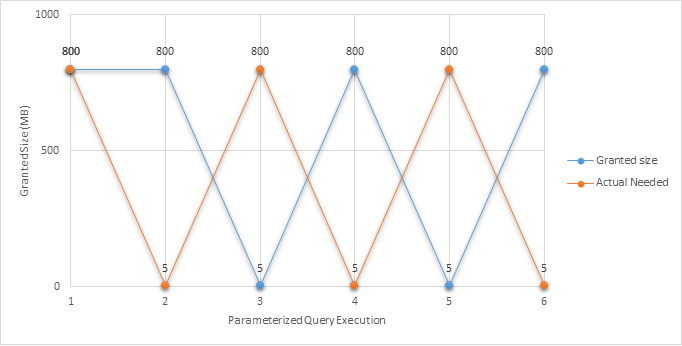 1000
800 800 800 800 800 800
Granted Size (MB)
500
Granted size
Actual Needed
5 5 5 5 5
0
1 2 3 4 5 6
Parameterized Query Execution